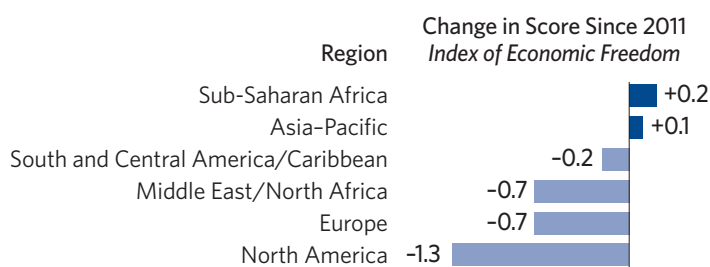 Change in Score Since 2011
Region Index of Economic Freedom
Sub-Saharan Africa +0.2
Asia–Pacific +0.1
South and Central America/Caribbean –0.2
Middle East/North Africa –0.7
Europe –0.7
North America –1.3